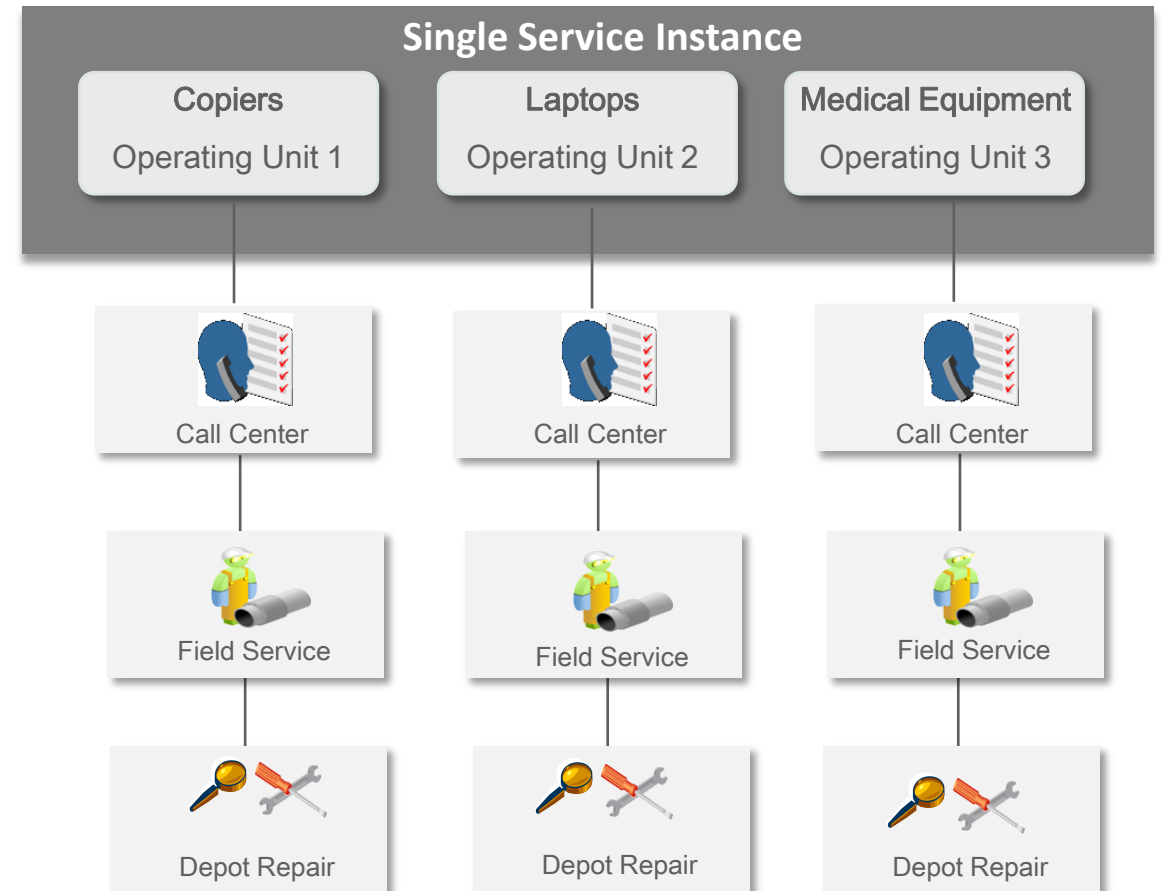 Single Service Instance
Copiers
Operating Unit 1
Laptops
Operating Unit 2
Medical Equipment
Operating Unit 3
Call Center
Call Center
Call Center
Field Service
Field Service
Field Service
Depot Repair
Depot Repair
Depot Repair